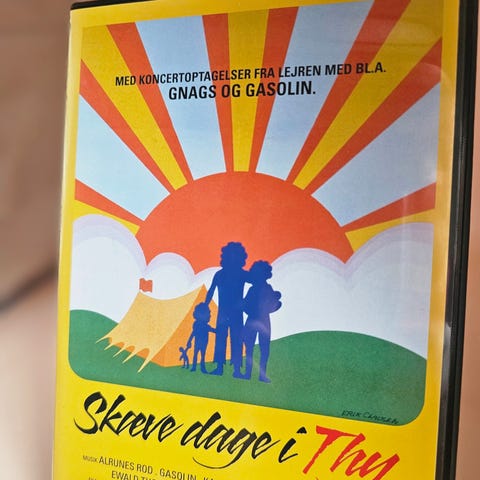 MED KONCERTOPTAGELSER FRA LEJREN MED BL.A.
GNAGS OG GASOLIN.
ERIK CLAUSEN
Skæve dage i Thy
MUSIK ALRUNES ROD . GASOLIN .
EWALD